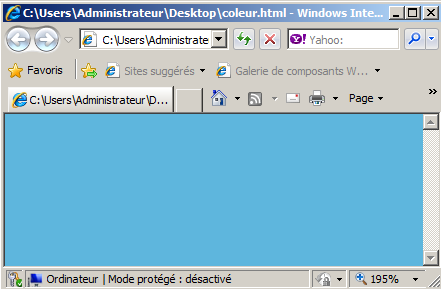 C:\Users\Administrateur\Desktop\coleur.html - Windows Inte...
C:\Users\Administrate
Yahoo:
Favoris
Sites suggérés
Galerie de composants W...
C:\Users\Administrateur\D...
Page
»
Ordinateur | Mode protégé : désactivé
195%